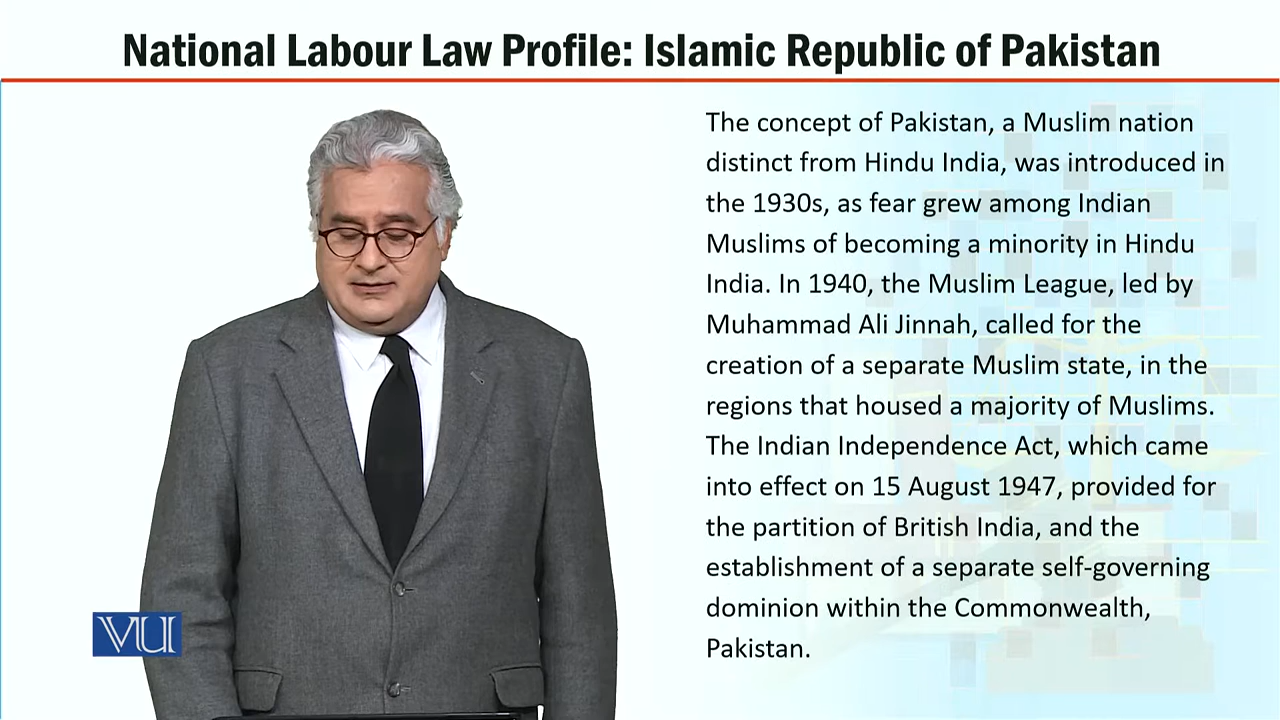 National Labour Law Profile: Islamic Republic of Pakistan
The concept of Pakistan, a Muslim nation
distinct from Hindu India, was introduced in
the 1930s, as fear grew among Indian
Muslims of becoming a minority in Hindu
India. In 1940, the Muslim League, led by
Muhammad Ali Jinnah, called for the
creation of a separate Muslim state, in the
regions that housed a majority of Muslims.
The Indian Independence Act, which came
into effect on 15 August 1947, provided for
the partition of British India, and the
establishment of a separate self-governing
dominion within the Commonwealth,
Pakistan.
VU